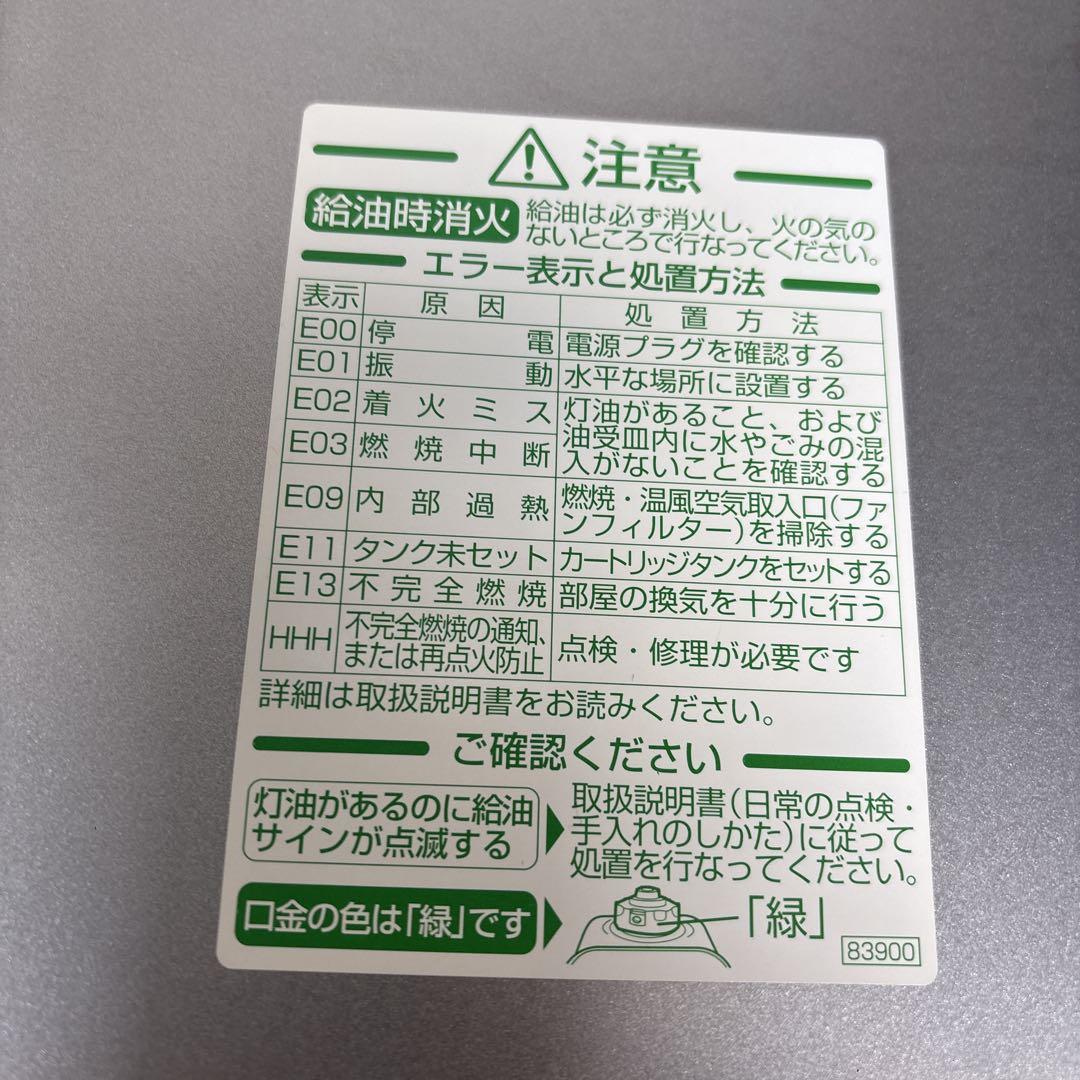 注意
給油時消火 給油は必ず消火し、火の気の
ないところで行なってください。
エラー表示と処置方法
表示 原因 処置方法
E00 停電 電源プラグを確認する
E01 振動 水平な場所に設置する
E02 着火ミス 灯油があること、および
E03 燃焼中断 油受皿内に水やごみの混
入がないことを確認する
E09 内部過熱 燃焼・温風空気取入口(ファ
ンフィルター)を掃除する
E11 タンク未セット カートリッジタンクをセットする
E13 不完全燃焼 部屋の換気を十分に行う
HHH 不完全燃焼の通知、
または再点火防止 点検・修理が必要です
詳細は取扱説明書をお読みください。
ご確認ください
灯油があるのに給油
サインが点滅する
取扱説明書(日常の点検・
手入れのしかた)に従って
処置を行なってください。
口金の色は「緑」です 「緑」
83900